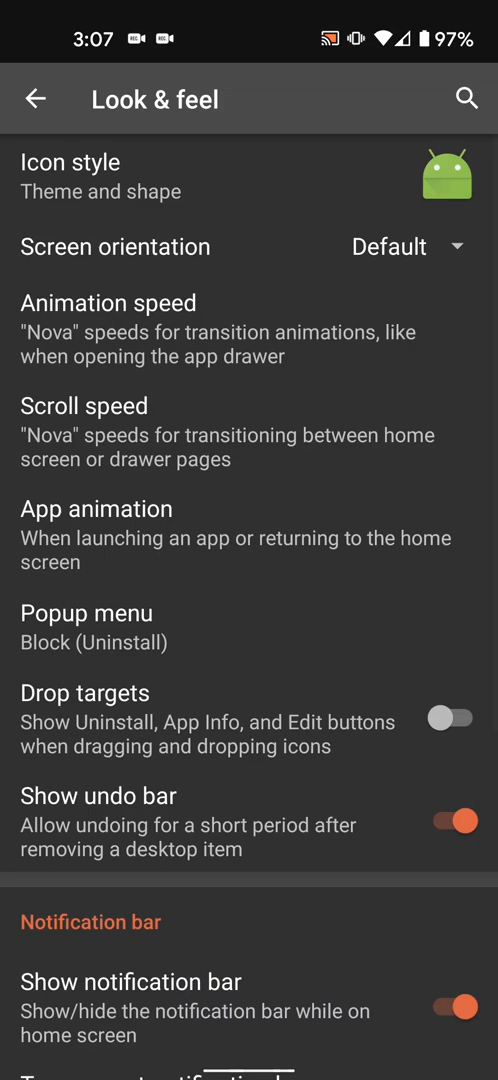 3:07
REC
REC
97%
Look & feel
Icon style
Theme and shape
Screen orientation
Default
Animation speed
"Nova" speeds for transition animations, like
when opening the app drawer
Scroll speed
"Nova" speeds for transitioning between home
screen or drawer pages
App animation
When launching an app or returning to the home
screen
Popup menu
Block (Uninstall)
Drop targets
Show Uninstall, App Info, and Edit buttons
when dragging and dropping icons
Show undo bar
Allow undoing for a short period after
removing a desktop item
Notification bar
Show notification bar
Show/hide the notification bar while on
home screen